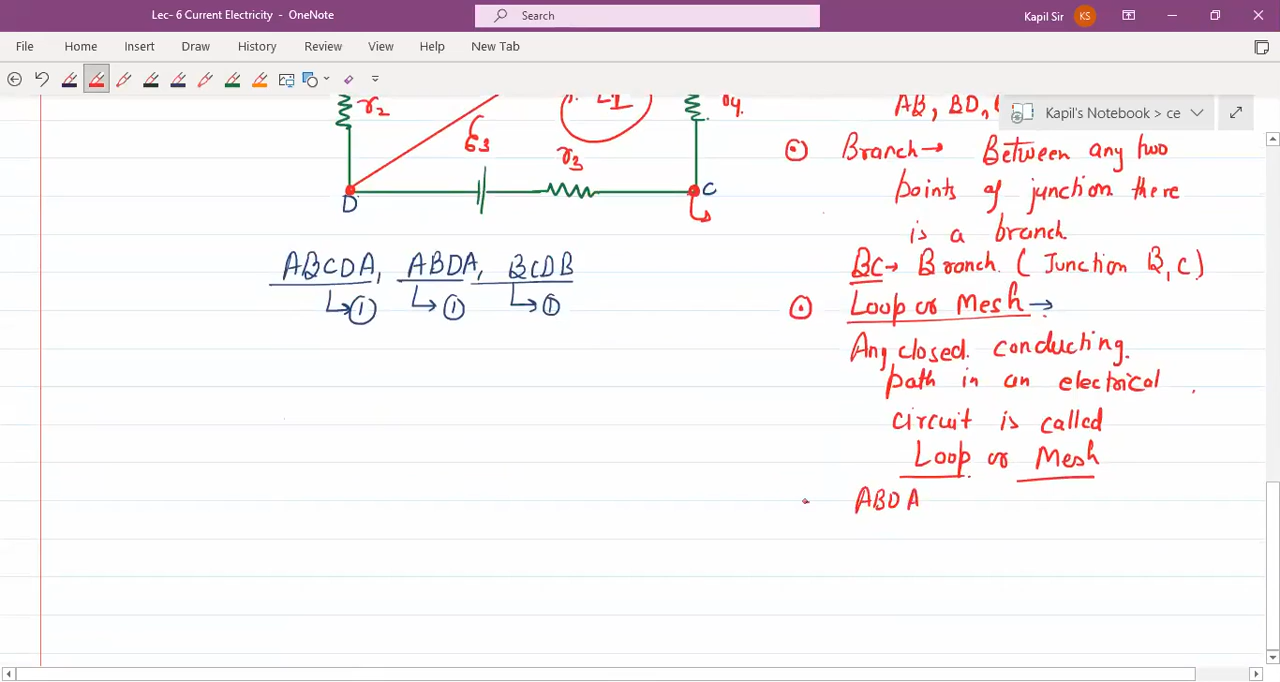 Lec- 6 Current Electricity - OneNote
Search
Kapil Sir
KS
File Home Insert Draw History Review View Help New Tab
Kapil's Notebook > ce
AB, BD,
r2
r4
E3
r3
D
C
Branch→ Between any two
points of junction there
is a branch
BC→ Branch. ( Junction B, C )
ABCDA, ABDA, BCDB
→① →① →①
Loop or Mesh →
Any closed. conducting.
path in an electrical
circuit is called
Loop or Mesh
ABDA